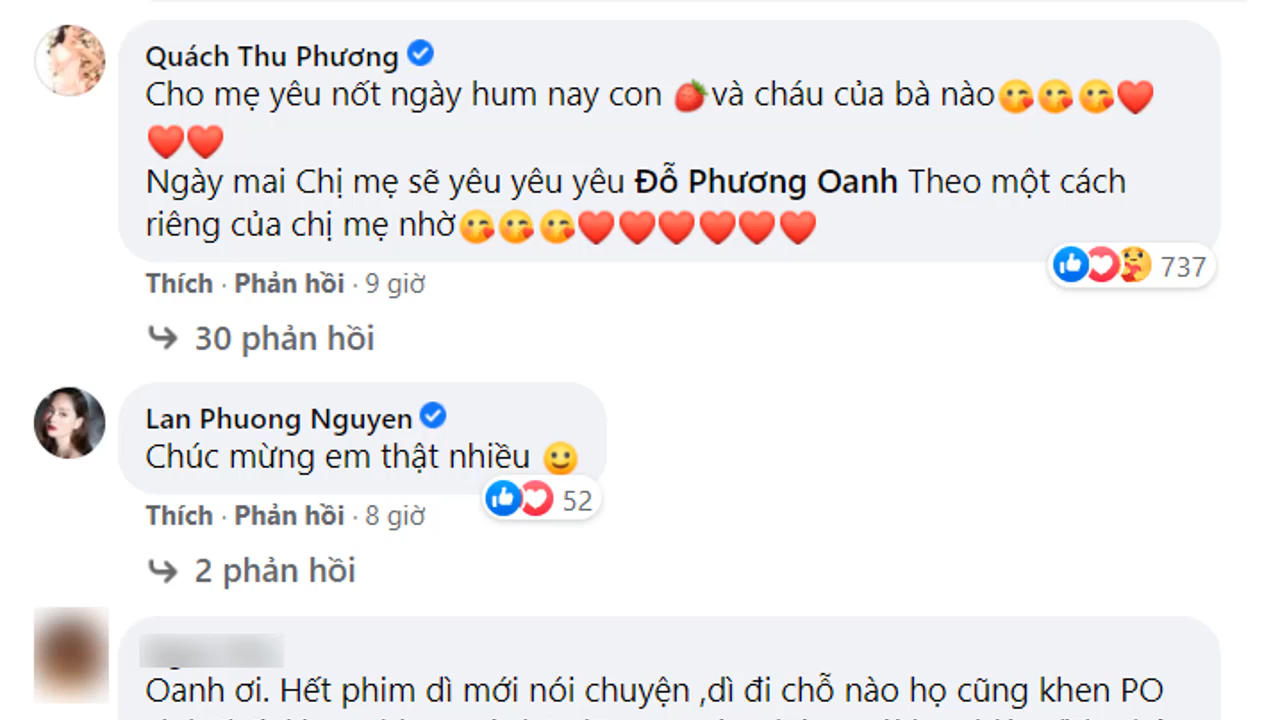 Quách Thu Phương
Cho mẹ yêu nốt ngày hum nay con 🍓và cháu của bà nào😘😘😘❤️
❤️❤️
Ngày mai Chị mẹ sẽ yêu yêu yêu Đỗ Phương Oanh Theo một cách
riêng của chị mẹ nhờ😘😘😘❤️❤️❤️❤️❤️❤️
Thích · Phản hồi · 9 giờ
737
30 phản hồi
Lan Phuong Nguyen
Chúc mừng em thật nhiều 🙂
Thích · Phản hồi · 8 giờ
52
2 phản hồi
Oanh ơi. Hết phim dì mới nói chuyện ,dì đi chỗ nào họ cũng khen PO